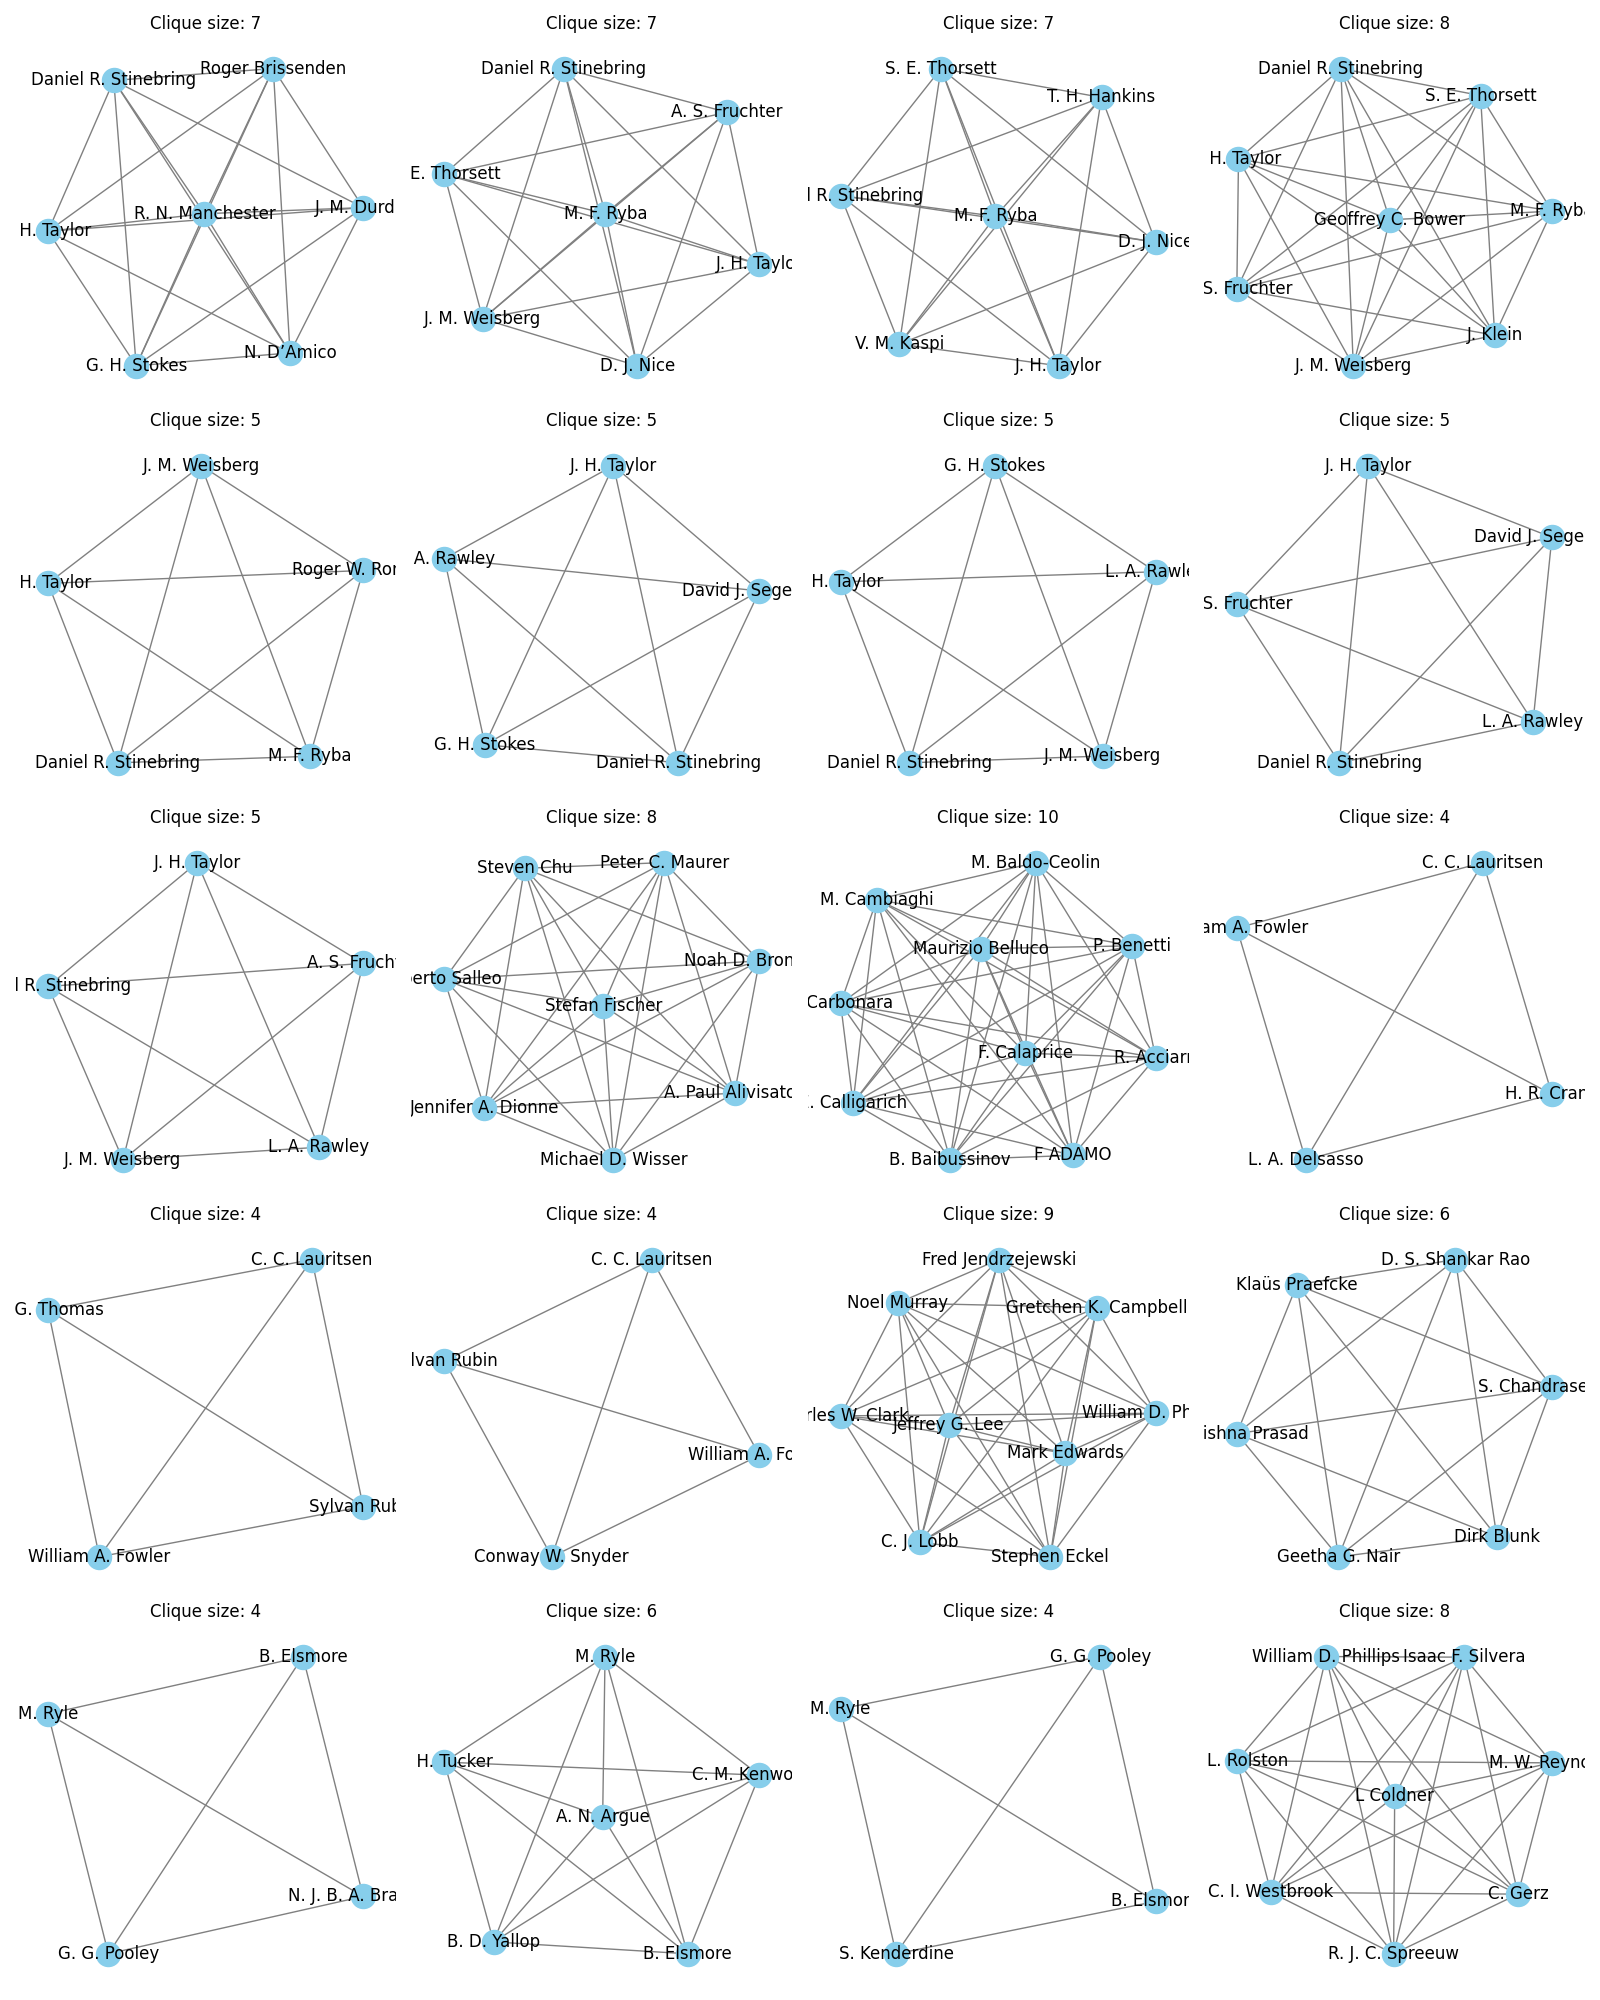 Clique size: 7
Clique size: 7
Clique size: 7
Clique size: 8
Daniel R. Stinebring
Roger Brissenden
R. N. Manchester
J. M. Durd
H. Taylor
G. H. Stokes
N. D'Amico
Daniel R. Stinebring
A. S. Fruchter
E. Thorsett
M. F. Ryba
J. H. Taylo
J. M. Weisberg
D. J. Nice
S. E. Thorsett
T. H. Hankins
l R. Stinebring
M. F. Ryba
D. J. Nice
V. M. Kaspi
J. H. Taylor
Daniel R. Stinebring
S. E. Thorsett
H. Taylor
Geoffrey C. Bower
M. F. Ryba
S. Fruchter
J. Klein
J. M. Weisberg
Clique size: 5
Clique size: 5
Clique size: 5
Clique size: 5
J. M. Weisberg
H. Taylor
Roger W. Ror
Daniel R. Stinebring
M. F. Ryba
J. H. Taylor
A. Rawley
David J. Sege
G. H. Stokes
Daniel R. Stinebring
G. H. Stokes
H. Taylor
L. A. Rawle
Daniel R. Stinebring
J. M. Weisberg
J. H. Taylor
David J. Sege
S. Fruchter
L. A. Rawley
Daniel R. Stinebring
Clique size: 5
Clique size: 8
Clique size: 10
Clique size: 4
J. H. Taylor
A. S. Frucht
l R. Stinebring
L. A. Rawley
J. M. Weisberg
Steven Chu
Peter C. Maurer
Noah D. Bron
berto Salleo
Stefan Fischer
A. Paul Alivisato
Jennifer A. Dionne
Michael D. Wisser
M. Baldo-Ceolin
M. Cambiaghi
Maurizio Belluco
P. Benetti
Carbonara
F. Calaprice
R. Acciarr
. Calligarich
B. Baibussinov
F ADAMO
C. C. Lauritsen
am A. Fowler
H. R. Crar
L. A. Delsasso
Clique size: 4
Clique size: 4
Clique size: 9
Clique size: 6
C. C. Lauritsen
G. Thomas
Sylvan Rub
William A. Fowler
C. C. Lauritsen
lvan Rubin
William A. Fo
Conway W. Snyder
Fred Jendrzejewski
Noel Murray
Gretchen K. Campbell
rles W. Clark
Jeffrey G. Lee
William D. Ph
Mark Edwards
C. J. Lobb
Stephen Eckel
D. S. Shankar Rao
Klaüs Praefcke
S. Chandrase
ishna Prasad
Dirk Blunk
Geetha G. Nair
Clique size: 4
Clique size: 6
Clique size: 4
Clique size: 8
B. Elsmore
M. Ryle
N. J. B. A. Bra
G. G. Pooley
M. Ryle
H. Tucker
C. M. Kenwo
A. N. Argue
B. D. Yallop
B. Elsmore
G. G. Pooley
M. Ryle
B. Elsmor
S. Kenderdine
William D. Phillips
Isaac F. Silvera
L. Rolston
M. W. Reyno
L Coldner
C. I. Westbrook
C. Gerz
R. J. C. Spreeuw